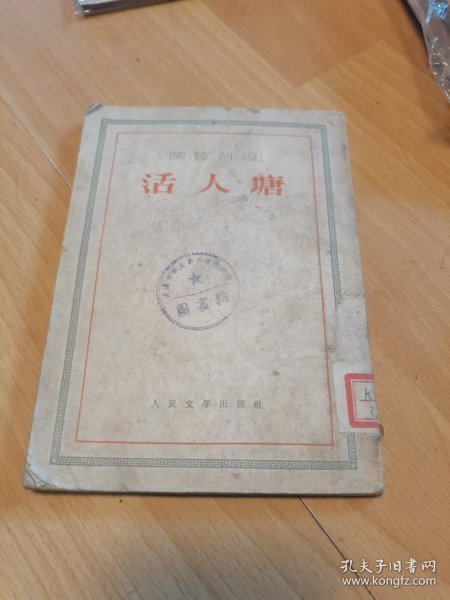 陳登科著
活人塘
圖書館
人民文學出版社
孔夫子旧书网
www.kongfz.com